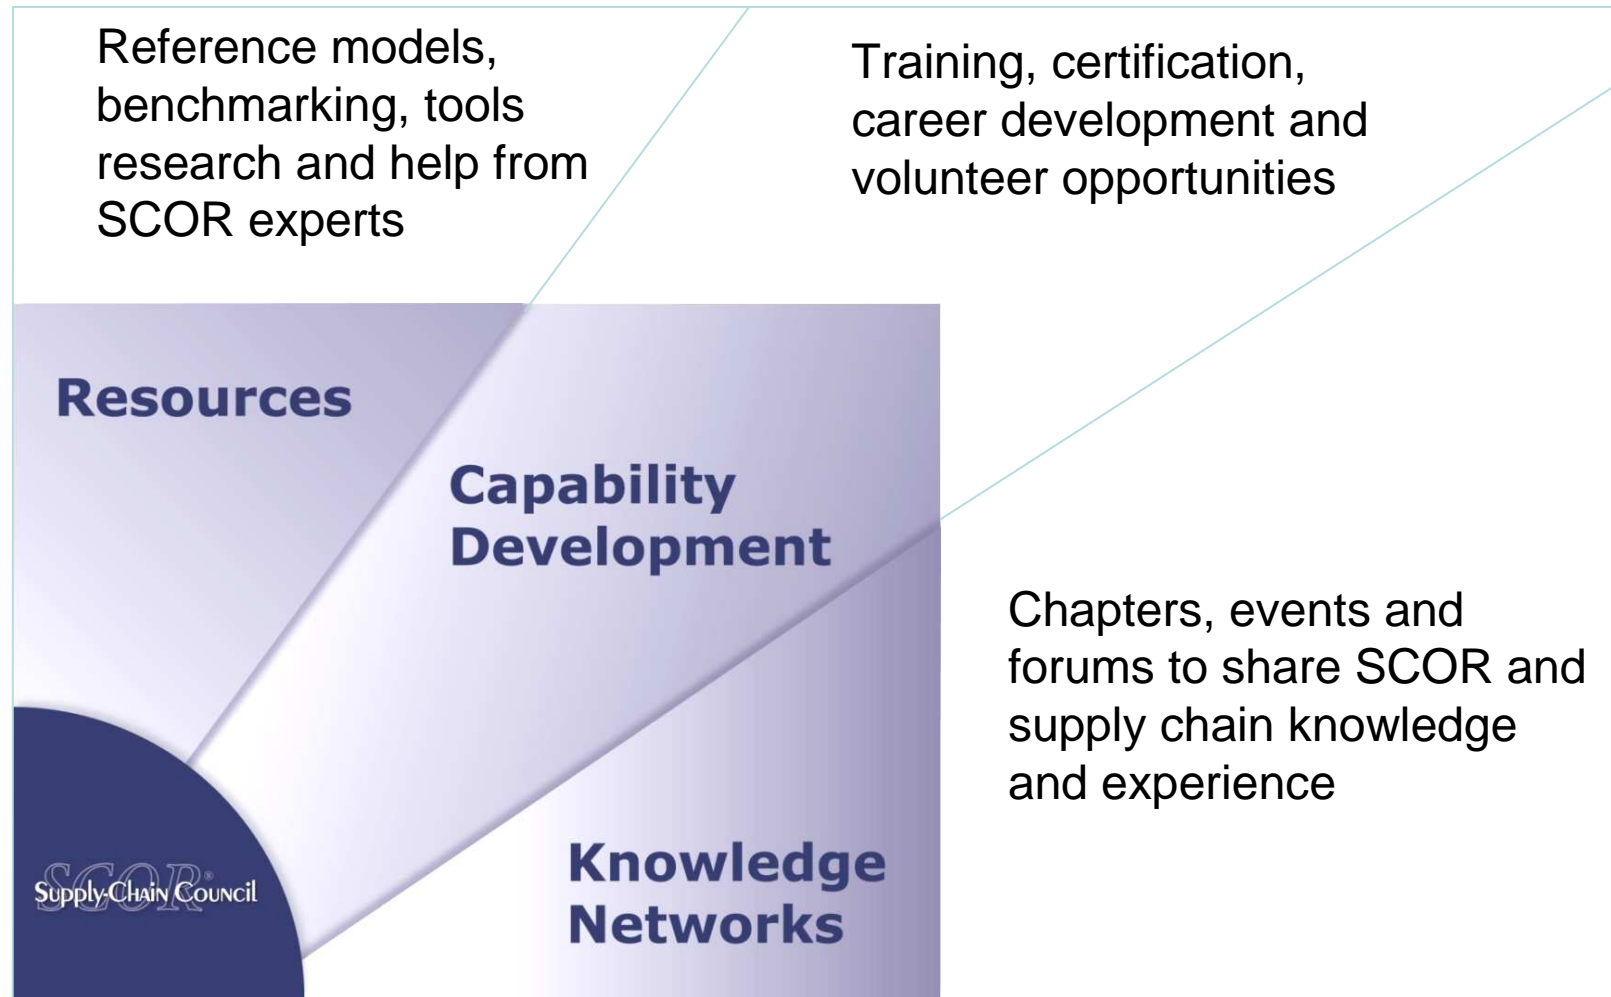 Reference models,
benchmarking, tools
research and help from
SCOR experts
Training, certification,
career development and
volunteer opportunities
Resources
Capability
Development
Chapters, events and
forums to share SCOR and
supply chain knowledge
and experience
Knowledge
Networks
SCOR®
Supply-Chain Council